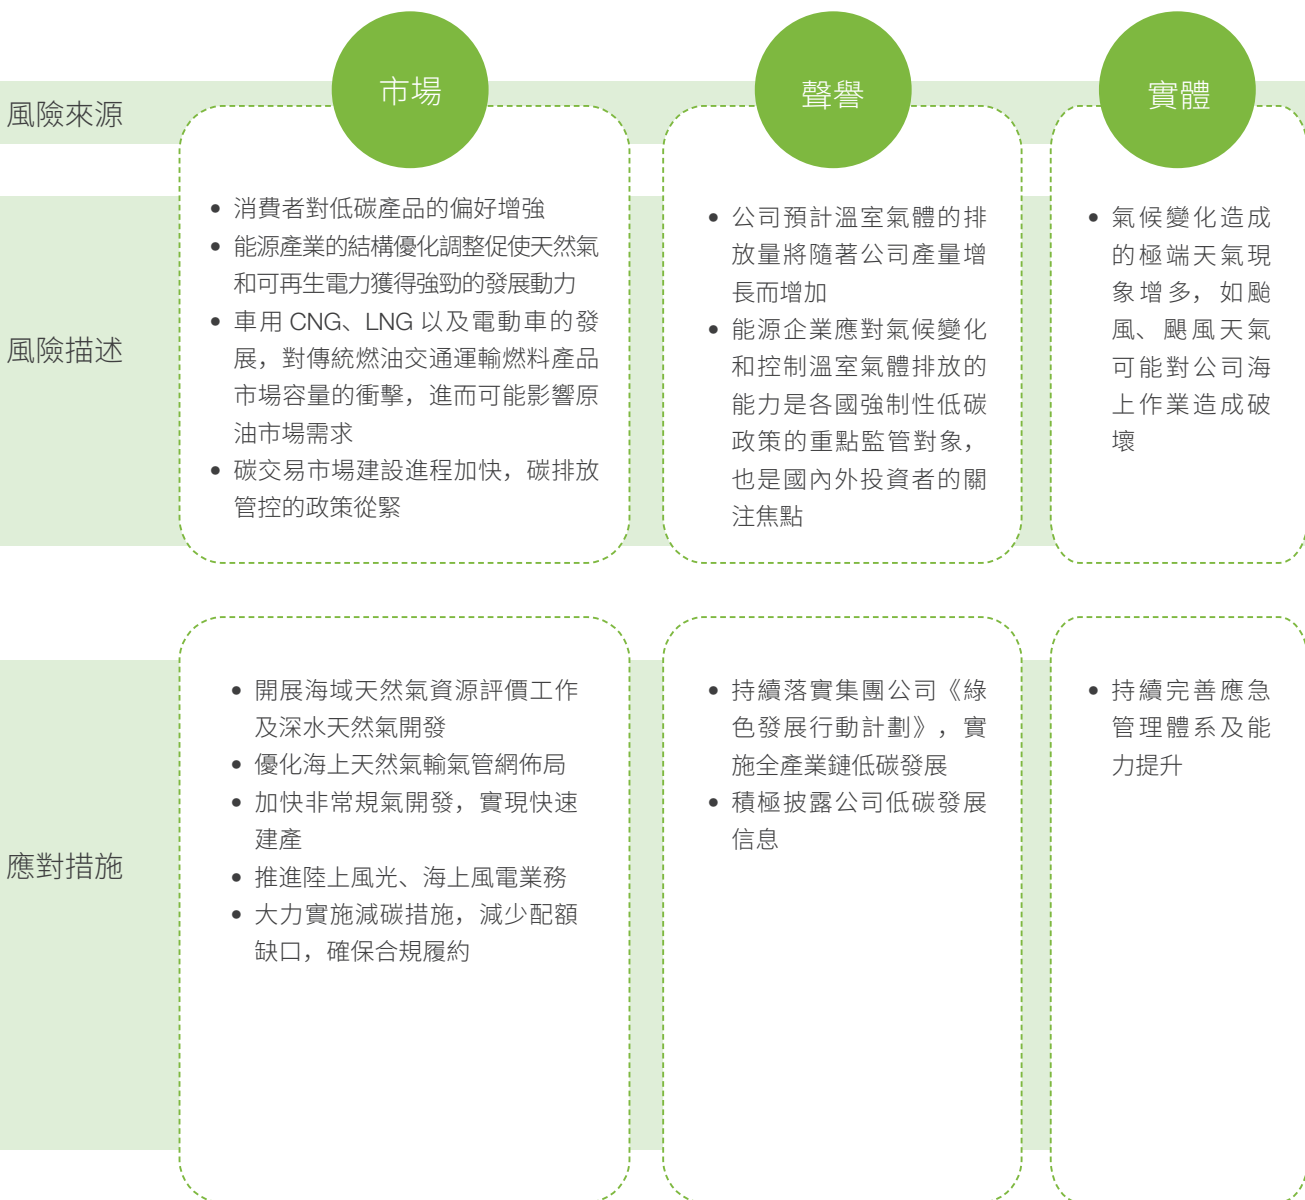 風險來源
市場
聲譽
實體
風險描述
• 消費者對低碳產品的偏好增強
• 能源產業的結構優化調整促使天然氣
和可再生電力獲得強勁的發展動力
• 車用 CNG、LNG 以及電動車的發
展，對傳統燃油交通運輸燃料產品
市場容量的衝擊，進而可能影響原
油市場需求
• 碳交易市場建設進程加快，碳排放
管控的政策從緊
• 公司預計溫室氣體的排
放量將隨著公司產量增
長而增加
• 能源企業應對氣候變化
和控制溫室氣體排放的
能力是各國強制性低碳
政策的重點監管對象，
也是國內外投資者的關
注焦點
• 氣候變化造成
的極端天氣現
象增多，如颱
風、颶風天氣
可能對公司海
上作業造成破
壞
應對措施
• 開展海域天然氣資源評價工作
及深水天然氣開發
• 優化海上天然氣輸氣管網佈局
• 加快非常規氣開發，實現快速
建產
• 推進陸上風光、海上風電業務
• 大力實施減碳措施，減少配額
缺口，確保合規履約
• 持續落實集團公司《綠
色發展行動計劃》，實
施全產業鏈低碳發展
• 積極披露公司低碳發展
信息
• 持續完善應急
管理體系及能
力提升